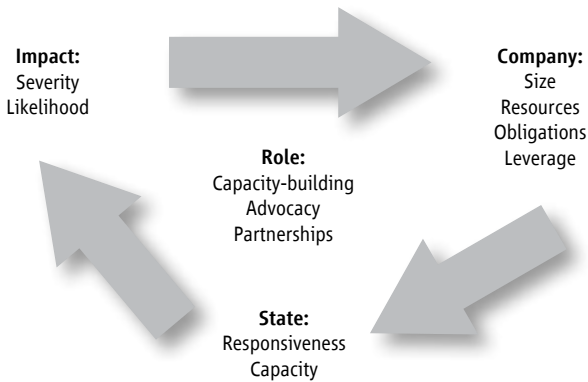 Impact:
Severity
Likelihood
Company:
Size
Resources
Obligations
Leverage
Role:
Capacity-building
Advocacy
Partnerships
State:
Responsiveness
Capacity